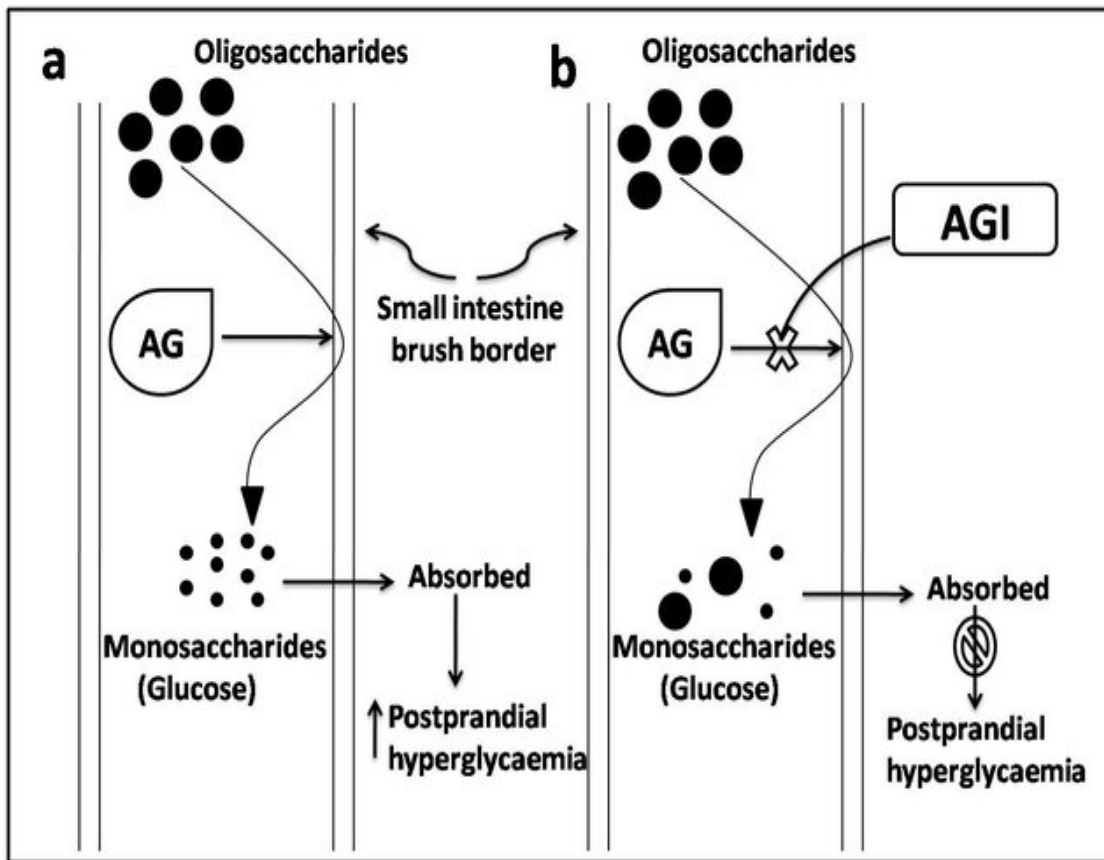 a
Oligosaccharides
AG
Small intestine
brush border
Absorbed
Monosaccharides
(Glucose)
Postprandial
hyperglycaemia
b
Oligosaccharides
AGI
AG
Absorbed
Monosaccharides
(Glucose)
Postprandial
hyperglycaemia